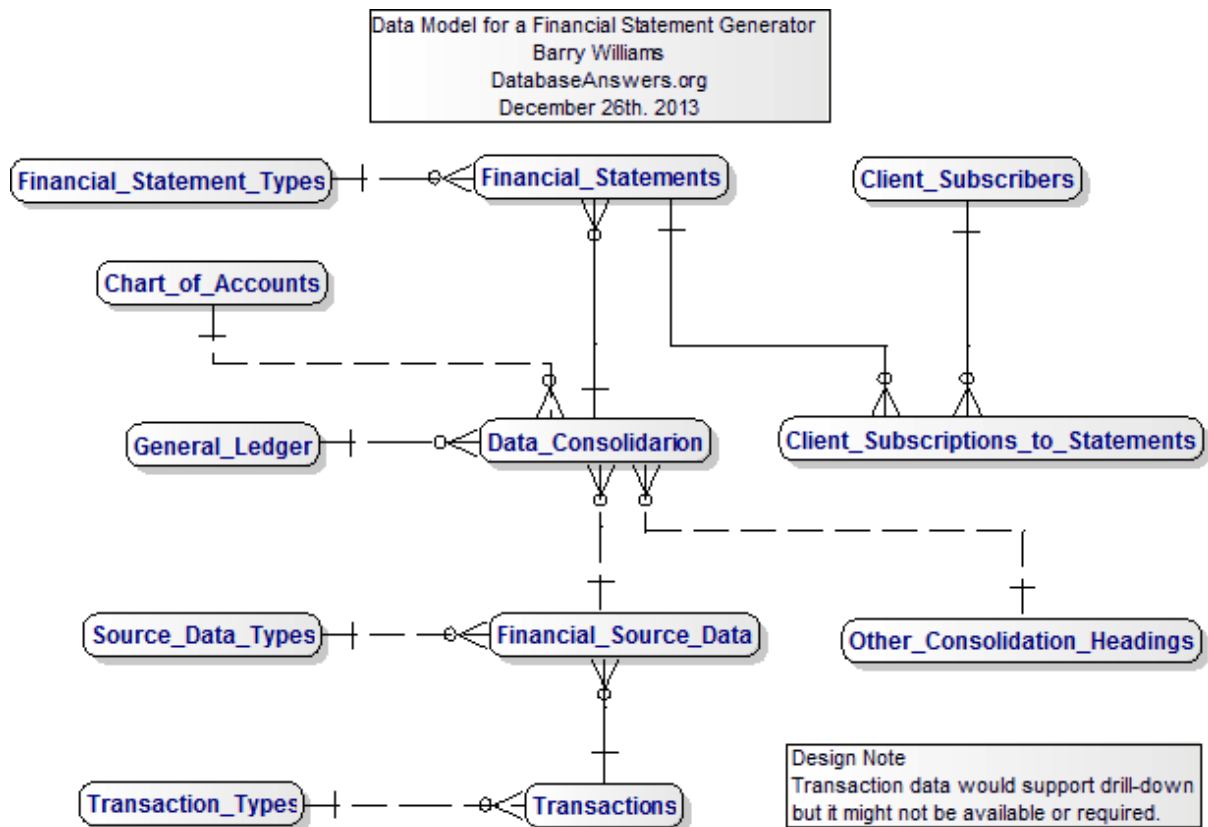 Data Model for a Financial Statement Generator
Barry Williams
DatabaseAnswers.org
December 26th. 2013
Financial_Statement_Types
Financial_Statements
Client_Subscribers
Chart_of_Accounts
General_Ledger
Data_Consolidarion
Client_Subscriptions_to_Statements
Source_Data_Types
Financial_Source_Data
Other_Consolidation_Headings
Transaction_Types
Transactions
Design Note
Transaction data would support drill-down
but it might not be available or required.